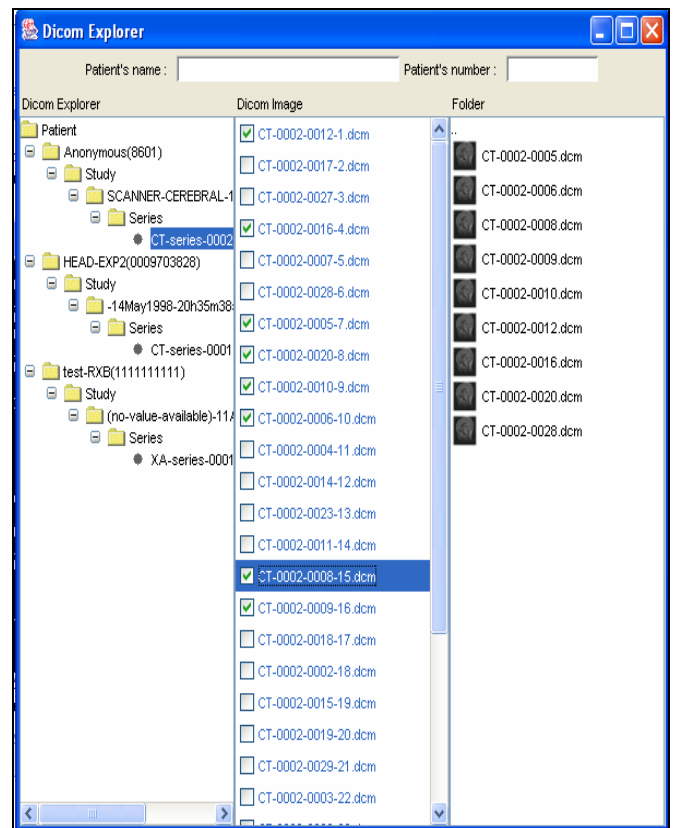 Dicom Explorer
Patient's name :
Patient's number :
Dicom Explorer
Dicom Image
Folder
Patient
Anonymous(8601)
Study
SCANNER-CEREBRAL-1
Series
CT-series-0002
HEAD-EXP2(0009703828)
Study
-14May1998-20h35m38
Series
CT-series-0001
test-RXB(1111111111)
Study
(no-value-available)-11
Series
XA-series-0001
CT-0002-0012-1.dcm
CT-0002-0017-2.dcm
CT-0002-0027-3.dcm
CT-0002-0016-4.dcm
CT-0002-0007-5.dcm
CT-0002-0028-6.dcm
CT-0002-0005-7.dcm
CT-0002-0020-8.dcm
CT-0002-0010-9.dcm
CT-0002-0006-10.dcm
CT-0002-0004-11.dcm
CT-0002-0014-12.dcm
CT-0002-0023-13.dcm
CT-0002-0011-14.dcm
CT-0002-0008-15.dcm
CT-0002-0009-16.dcm
CT-0002-0018-17.dcm
CT-0002-0002-18.dcm
CT-0002-0015-19.dcm
CT-0002-0019-20.dcm
CT-0002-0029-21.dcm
CT-0002-0003-22.dcm
..
CT-0002-0005.dcm
CT-0002-0006.dcm
CT-0002-0008.dcm
CT-0002-0009.dcm
CT-0002-0010.dcm
CT-0002-0012.dcm
CT-0002-0016.dcm
CT-0002-0020.dcm
CT-0002-0028.dcm